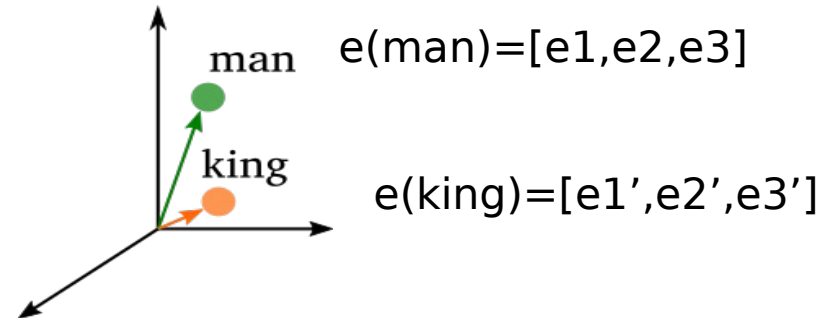 man
e(man)=[e1,e2,e3]
king
e(king)=[e1’,e2’,e3’]